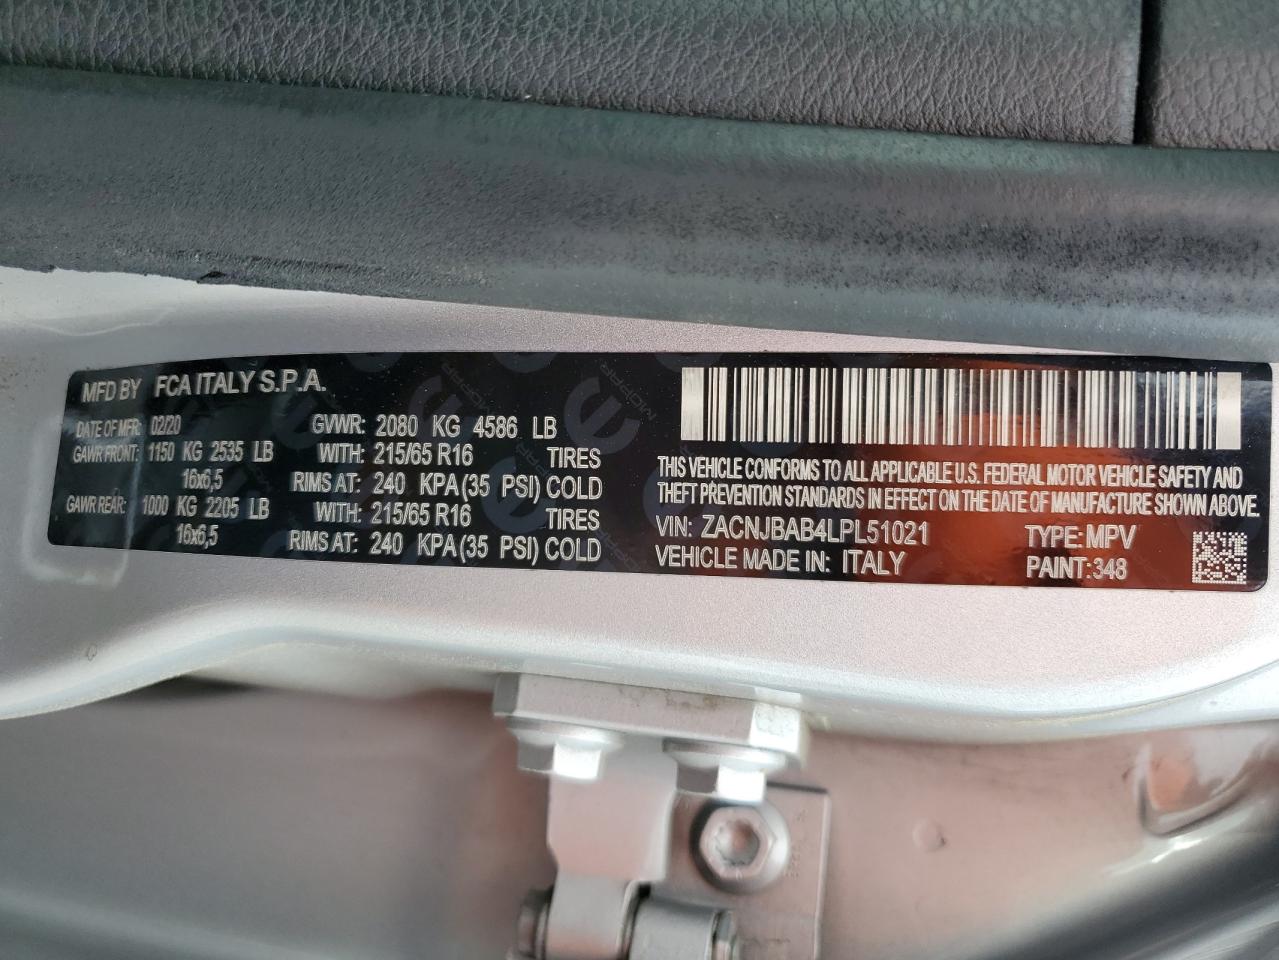 MFD BY FCA ITALY S.P.A.
DATE OF MFR: 02/20 GVWR: 2080 KG 4586 LB
GAWR FRONT: 1150 KG 2535 LB WITH: 215/65 R16 TIRES
16x6,5 RIMS AT: 240 KPA(35 PSI) COLD
GAWR REAR: 1000 KG 2205 LB WITH: 215/65 R16 TIRES
16x6,5 RIMS AT: 240 KPA(35 PSI) COLD
THIS VEHICLE CONFORMS TO ALL APPLICABLE U.S. FEDERAL MOTOR VEHICLE SAFETY AND
THEFT PREVENTION STANDARDS IN EFFECT ON THE DATE OF MANUFACTURE SHOWN ABOVE.
VIN: ZACNJBAB4LPL51021 TYPE: MPV
VEHICLE MADE IN: ITALY PAINT: 348